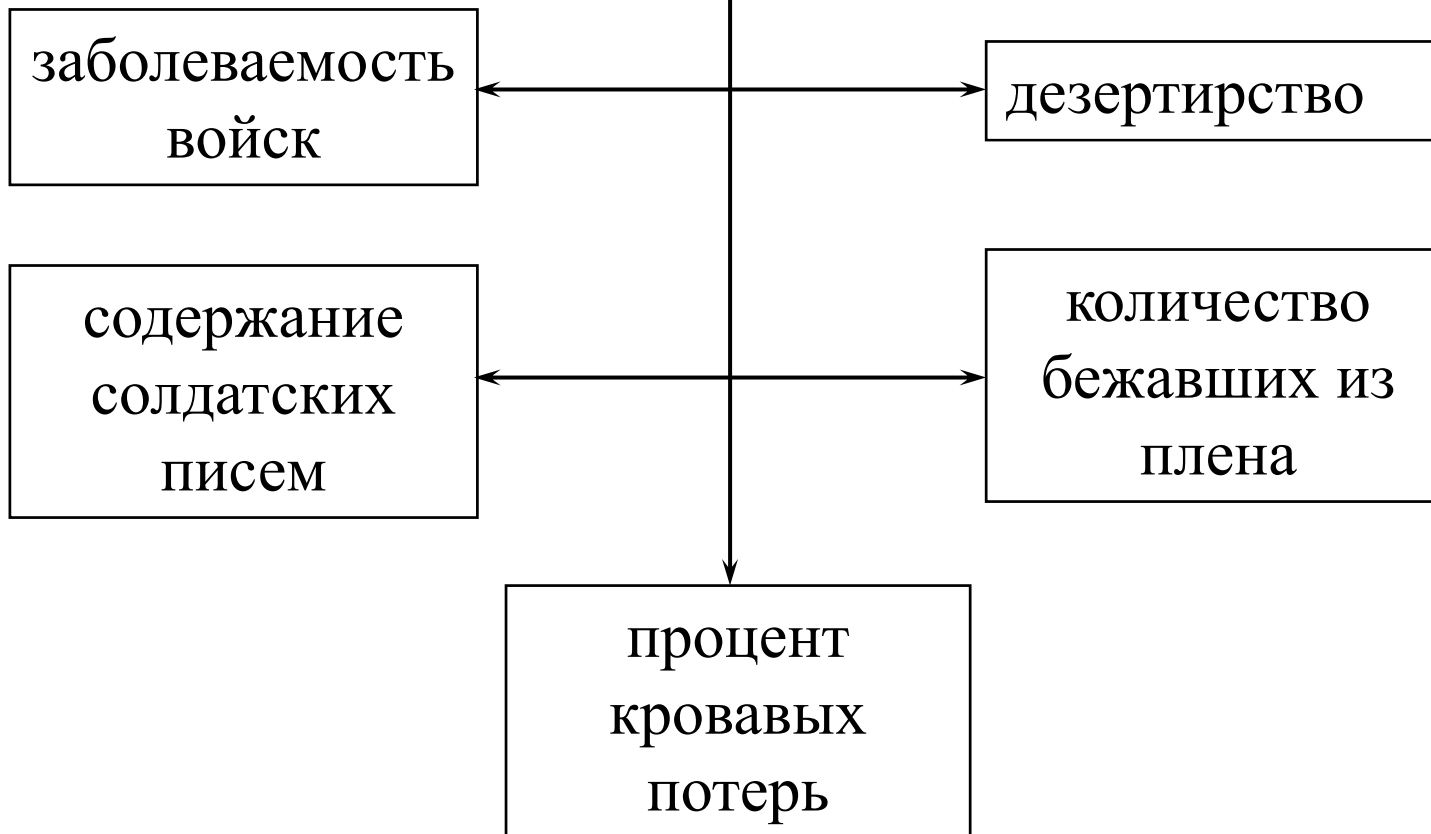 заболеваемость
войск
дезертирство
содержание
солдатских
писем
количество
бежавших из
плена
процент
кровавых
потерь